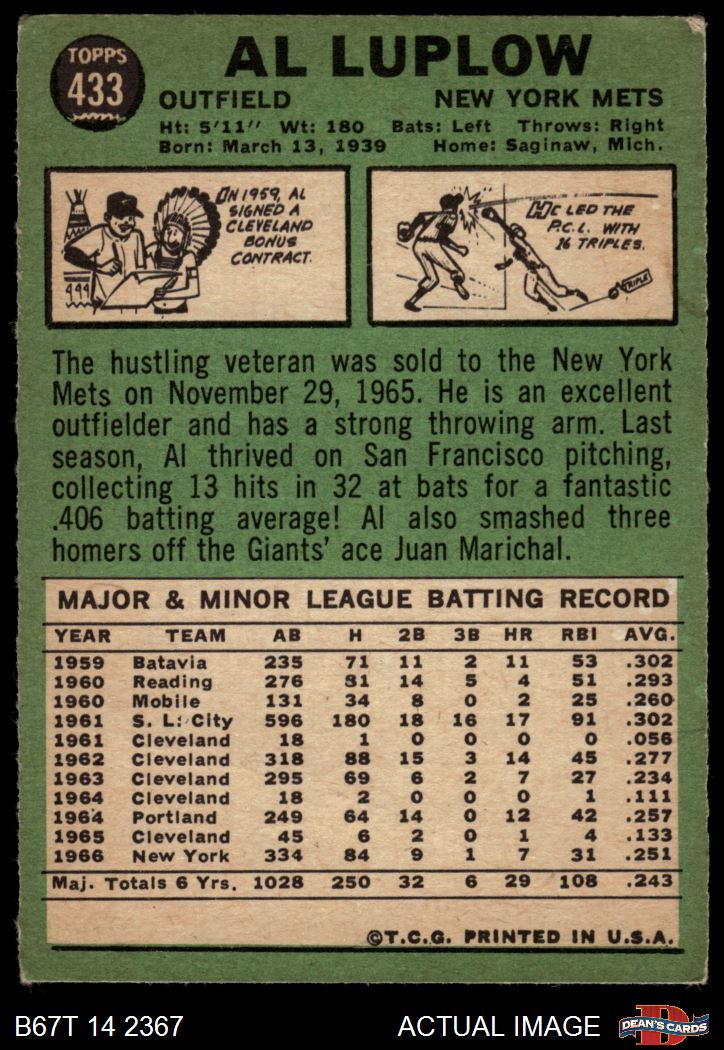 TOPPS
433
AL LUPLOW
OUTFIELD NEW YORK METS
Ht: 5'11" Wt: 180 Bats: Left Throws: Right
Born: March 13, 1939 Home: Saginaw, Mich.
ON 1959, AL
SIGNED A
CLEVELAND
BONUS
CONTRACT.
HE LED THE
P.C.L. WITH
16 TRIPLES.
TRIPLE
The hustling veteran was sold to the New York
Mets on November 29, 1965. He is an excellent
outfielder and has a strong throwing arm. Last
season, Al thrived on San Francisco pitching,
collecting 13 hits in 32 at bats for a fantastic
.406 batting average! Al also smashed three
homers off the Giants' ace Juan Marichal.
MAJOR & MINOR LEAGUE BATTING RECORD
YEAR TEAM AB H 2B 3B HR RBI AVG.
1959 Batavia 235 71 11 2 11 53 .302
1960 Reading 276 81 14 5 4 51 .293
1960 Mobile 131 34 8 0 2 25 .260
1961 S. L. City 596 180 18 16 17 91 .302
1961 Cleveland 18 1 0 0 0 0 .056
1962 Cleveland 318 88 15 3 14 45 .277
1963 Cleveland 295 69 6 2 7 27 .234
1964 Cleveland 18 2 0 0 0 1 .111
1964 Portland 249 64 14 0 12 42 .257
1965 Cleveland 45 6 2 0 1 4 .133
1966 New York 334 84 9 1 7 31 .251
Maj. Totals 6 Yrs. 1028 250 32 6 29 108 .243
©T.C.G. PRINTED IN U.S.A.
B67T 14 2367 ACTUAL IMAGE
D
DEAN'S CARDS